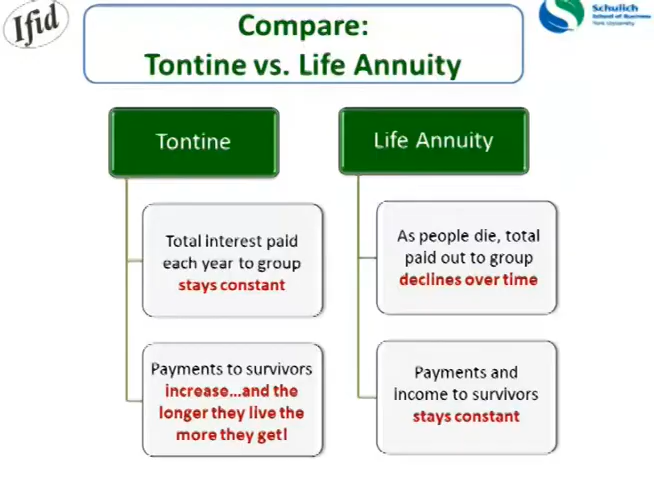 Ifid
Schulich
School of Business
York University
Compare:
Tontine vs. Life Annuity
Tontine
Life Annuity
Total interest paid
each year to group
stays constant
As people die, total
paid out to group
declines over time
Payments to survivors
increase...and the
longer they live the
more they get!
Payments and
income to survivors
stays constant